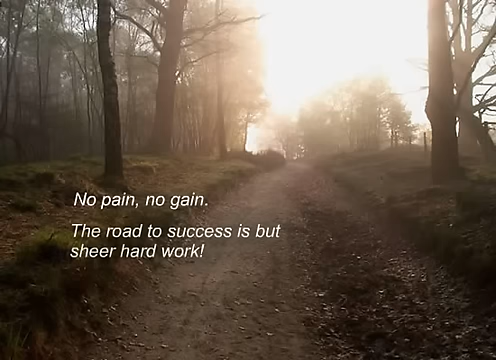 No pain, no gain.
The road to success is but
sheer hard work!